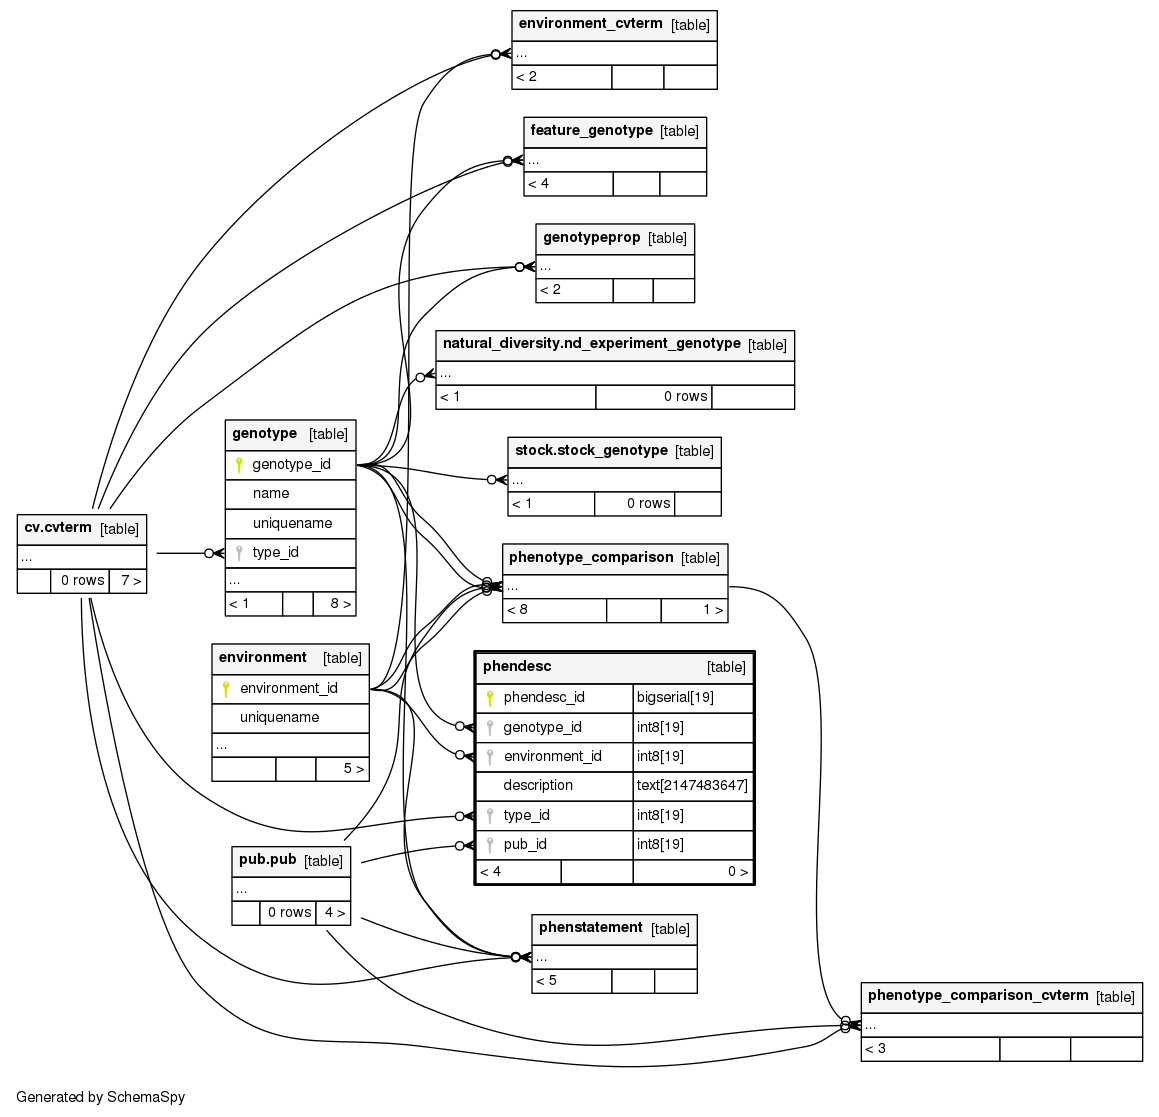 environment_cvterm [table]
...
< 2
feature_genotype [table]
...
< 4
genotypeprop [table]
...
< 2
natural_diversity.nd_experiment_genotype [table]
...
< 1 0 rows
genotype [table]
genotype_id
name
uniquename
type_id
...
< 1 8 >
stock.stock_genotype [table]
...
< 1 0 rows
cv.cvterm [table]
...
0 rows 7 >
phenotype_comparison [table]
...
< 8 1 >
environment [table]
environment_id
uniquename
...
5 >
phendesc [table]
phendesc_id bigserial[19]
genotype_id int8[19]
environment_id int8[19]
description text[2147483647]
type_id int8[19]
pub_id int8[19]
< 4 0 >
pub.pub [table]
...
0 rows 4 >
phenstatement [table]
...
< 5
phenotype_comparison_cvterm [table]
...
< 3
Generated by SchemaSpy